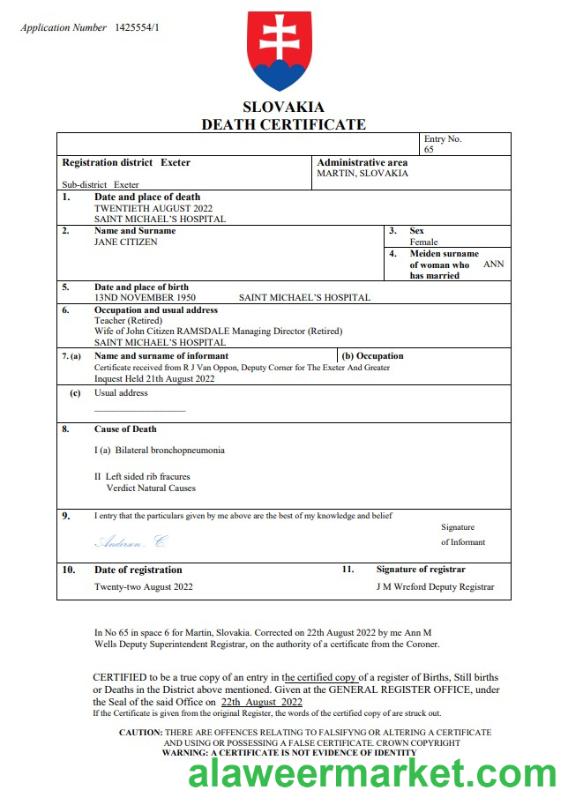 Application Number 1425554/1
SLOVAKIA
DEATH CERTIFICATE
Entry No.
65
Registration district Exeter
Administrative area
MARTIN, SLOVAKIA
Sub-district Exeter
1. Date and place of death
TWENTIETH AUGUST 2022
SAINT MICHAEL'S HOSPITAL
2. Name and Surname
JANE CITIZEN
3. Sex
Female
4. Meiden surname
of woman who ANN
has married
5. Date and place of birth
13ND NOVEMBER 1950 SAINT MICHAEL'S HOSPITAL
6. Occupation and usual address
Teacher (Retired)
Wife of John Citizen RAMSDALE Managing Director (Retired)
SAINT MICHAEL'S HOSPITAL
7. (a) Name and surname of informant (b) Occupation
Certificate received from R J Van Oppon, Deputy Corner for The Exeter And Greater
Inquest Held 21th August 2022
(c) Usual address
8. Cause of Death
I (a) Bilateral bronchopneumonia
II Left sided rib fracures
Verdict Natural Causes
9. I entry that the particulars given by me above are the best of my knowledge and belief
Anderson. C
Signature
of Informant
10. Date of registration
Twenty-two August 2022
11. Signature of registrar
J M Wreford Deputy Registrar
In No 65 in space 6 for Martin, Slovakia. Corrected on 22th August 2022 by me Ann M
Wells Deputy Superintendent Registrar, on the authority of a certificate from the Coroner.
CERTIFIED to be a true copy of an entry in the certified copy of a register of Births, Still births
or Deaths in the District above mentioned. Given at the GENERAL REGISTER OFFICE, under
the Seal of the said Office on 22th August 2022
If the Certificate is given from the original Register, the words of the certified copy of are struck out.
CAUTION: THERE ARE OFFENCES RELATING TO FALSIFYNG OR ALTERING A CERTIFICATE
AND USING OR POSSESSING A FALSE CERTIFICATE. CROWN COPYRIGHT
WARNING: A CERTIFICATE IS NOT EVIDENCE OF IDENTITY
alaweermarket.com